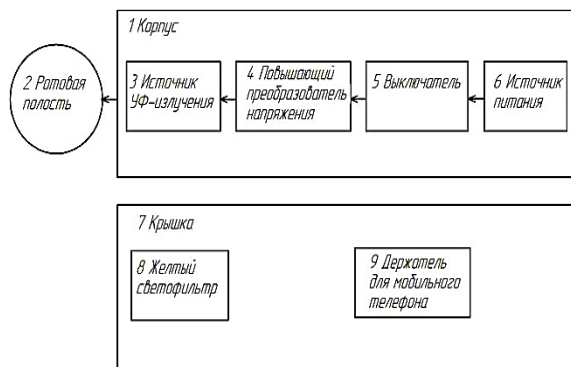 1 Корпус
2 Ротовая
полость
3 Источник
УФ-излучения
4 Повышающий
преобразователь
напряжения
5 Выключатель
6 Источник
питания
7 Крышка
8 Желтый
светофильтр
9 Держатель
для мобильного
телефона